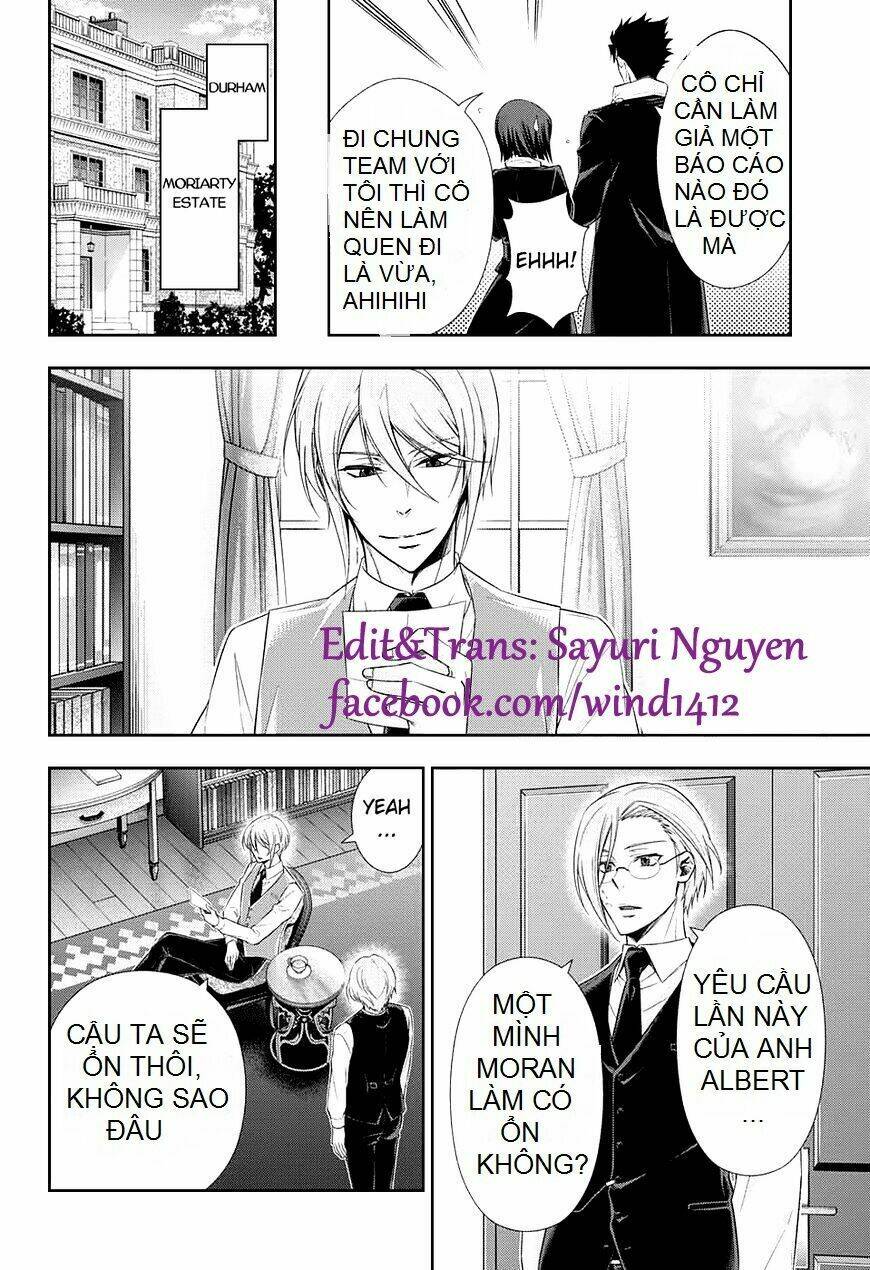 CÔ CHỈ
CẦN LÀM
GIẢ MỘT
BÁO CÁO
NÀO ĐÓ
LÀ ĐƯỢC
MÀ
EHHH!
ĐI CHUNG
TEAM VỚI
TÔI THÌ CÔ
NÊN LÀM
QUEN ĐI
LÀ VỪA,
AHIHIHI
DURHAM
MORIARTY
ESTATE
Edit&Trans: Sayuri Nguyen
facebook.com/wind1412
YÊU CẦU
LẦN NÀY
CỦA ANH
ALBERT
...
MỘT
MÌNH
MORAN
LÀM CÓ
ỔN
KHÔNG?
YEAH
...
CẬU TA SẼ
ỔN THÔI,
KHÔNG SAO
ĐÂU